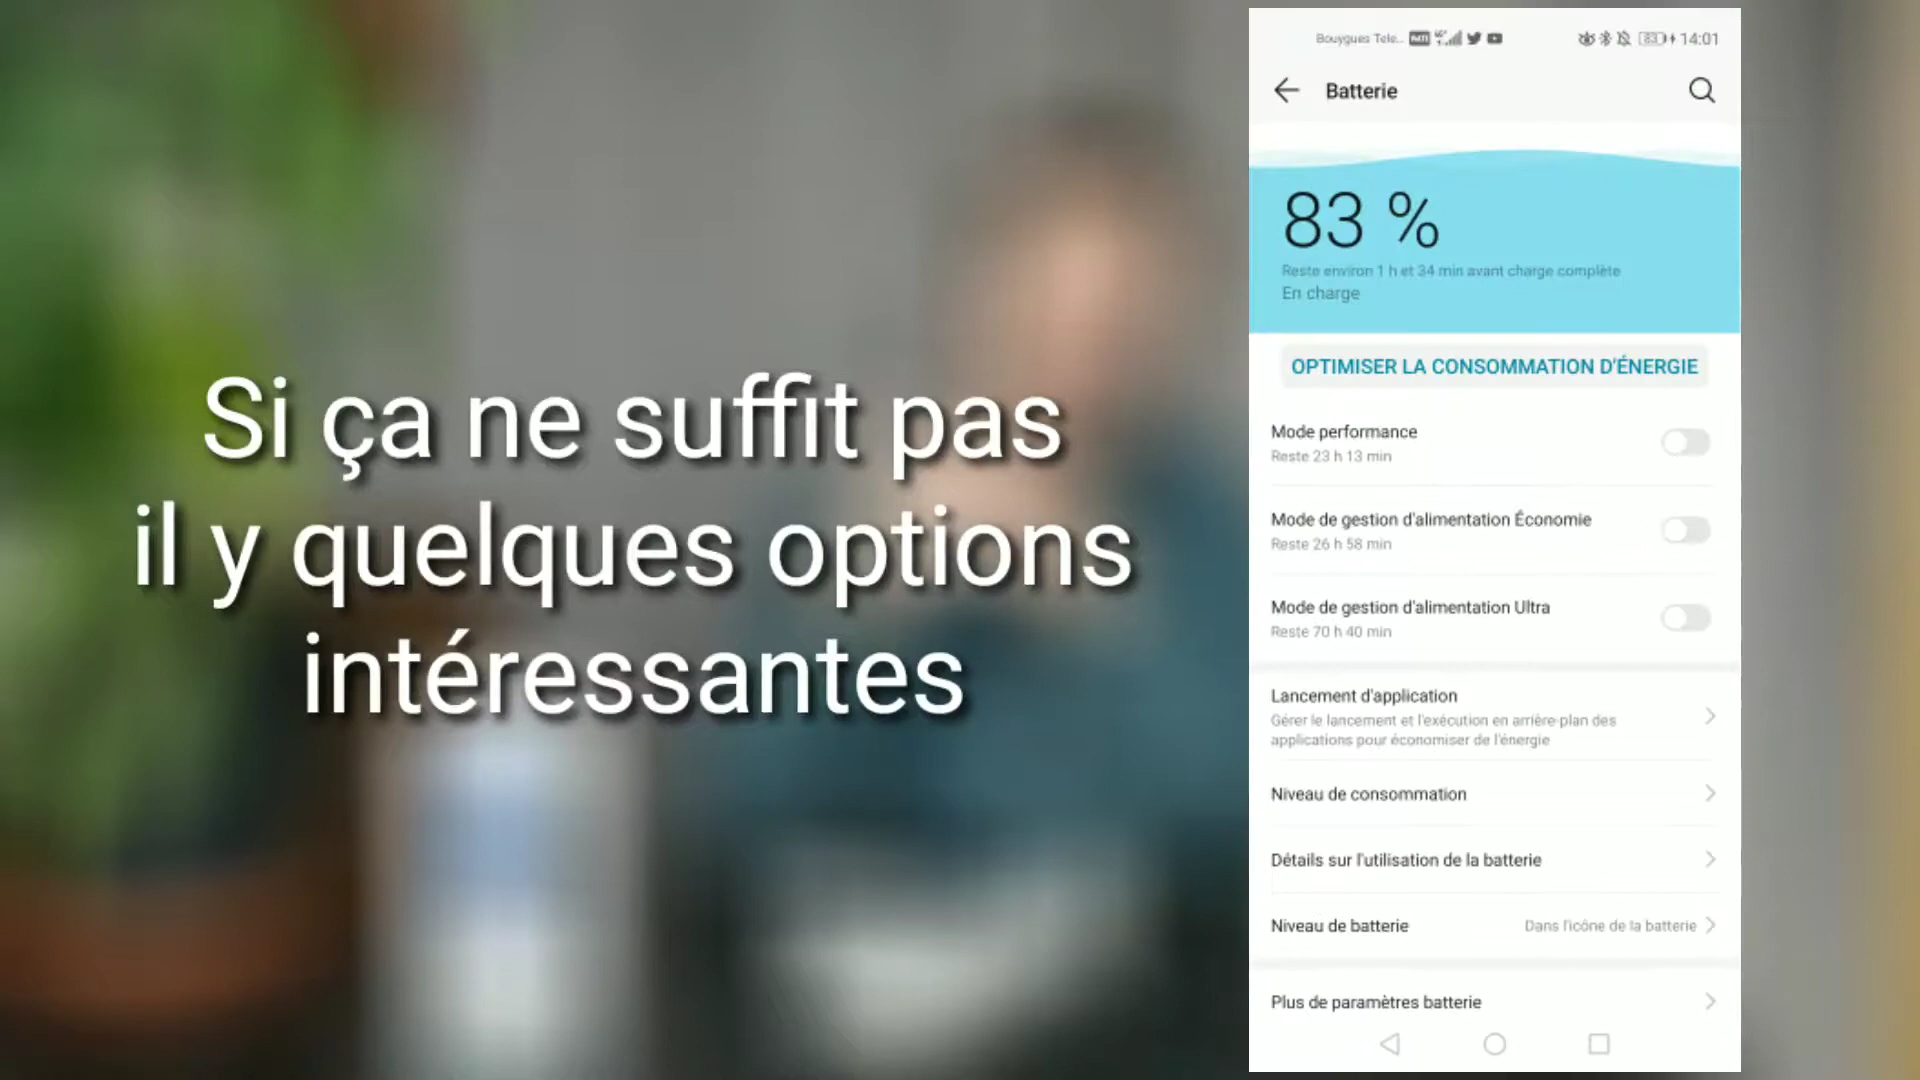 Si ça ne suffit pas
il y quelques options
intéressantes
Bouygues Tele... 83 14:01
Batterie
83 %
Reste environ 1 h et 34 min avant charge complète
En charge
OPTIMISER LA CONSOMMATION D'ÉNERGIE
Mode performance
Reste 23 h 13 min
Mode de gestion d'alimentation Économie
Reste 26 h 58 min
Mode de gestion d'alimentation Ultra
Reste 70 h 40 min
Lancement d'application
Gérer le lancement et l'exécution en arrière-plan des
applications pour économiser de l'énergie
Niveau de consommation
Détails sur l'utilisation de la batterie
Niveau de batterie Dans l'icône de la batterie
Plus de paramètres batterie